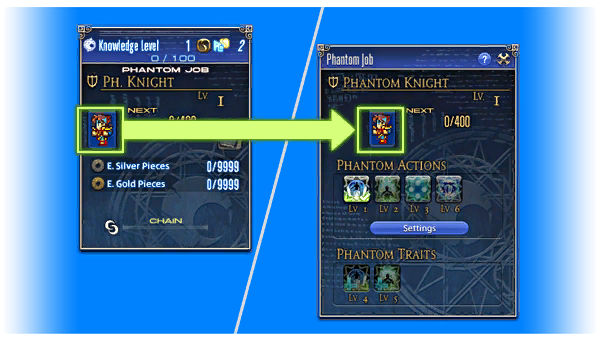 Knowledge Level 1 2
0 / 100
PHANTOM JOB
PH. KNIGHT
LV. 1
NEXT
0/400
E. Silver Pieces 0/9999
E. Gold Pieces 0/9999
CHAIN
Phantom Job ?
PHANTOM KNIGHT
LV. 1
NEXT
0/400
PHANTOM ACTIONS
LV 1 LV 2 LV 3 LV 6
Settings
PHANTOM TRAITS
LV 4 LV 5